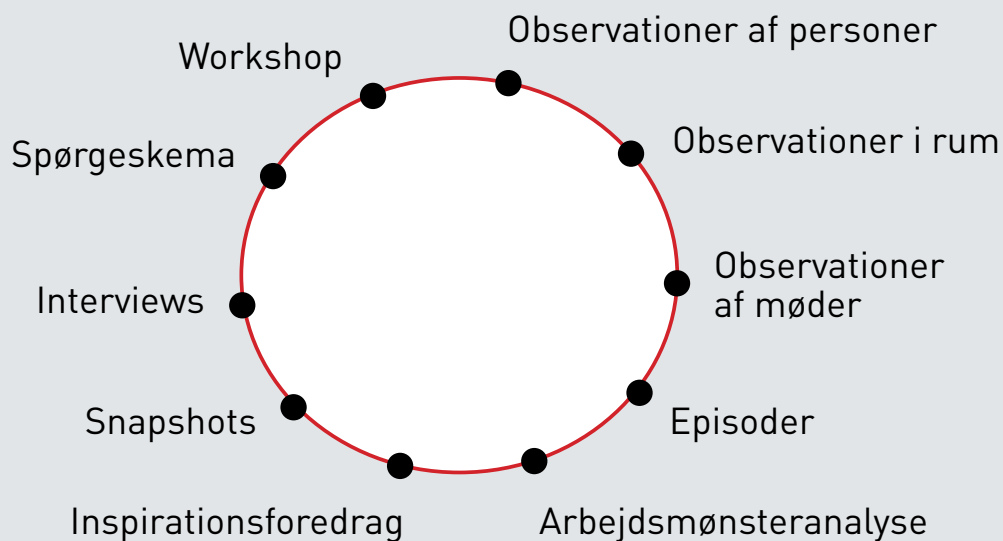 Observationer af personer
Workshop
Observationer i rum
Spørgeskema
Observationer
af møder
Interviews
Snapshots
Episoder
Inspirationsforedrag
Arbejdsmønsteranalyse